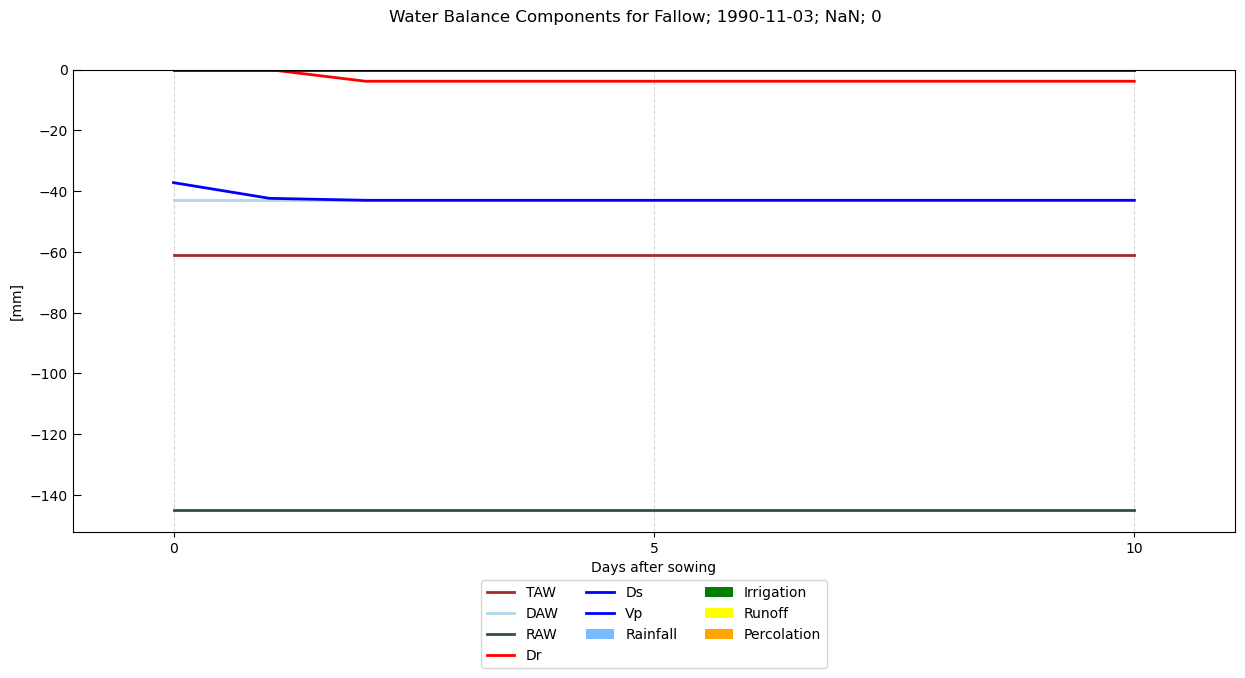 Water Balance Components for Fallow; 1990-11-03; NaN; 0
0
−20
−40
−60
−80
−100
−120
−140
[mm]
0 5 10
Days after sowing
TAW Ds Irrigation
DAW Vp Runoff
RAW Rainfall Percolation
Dr